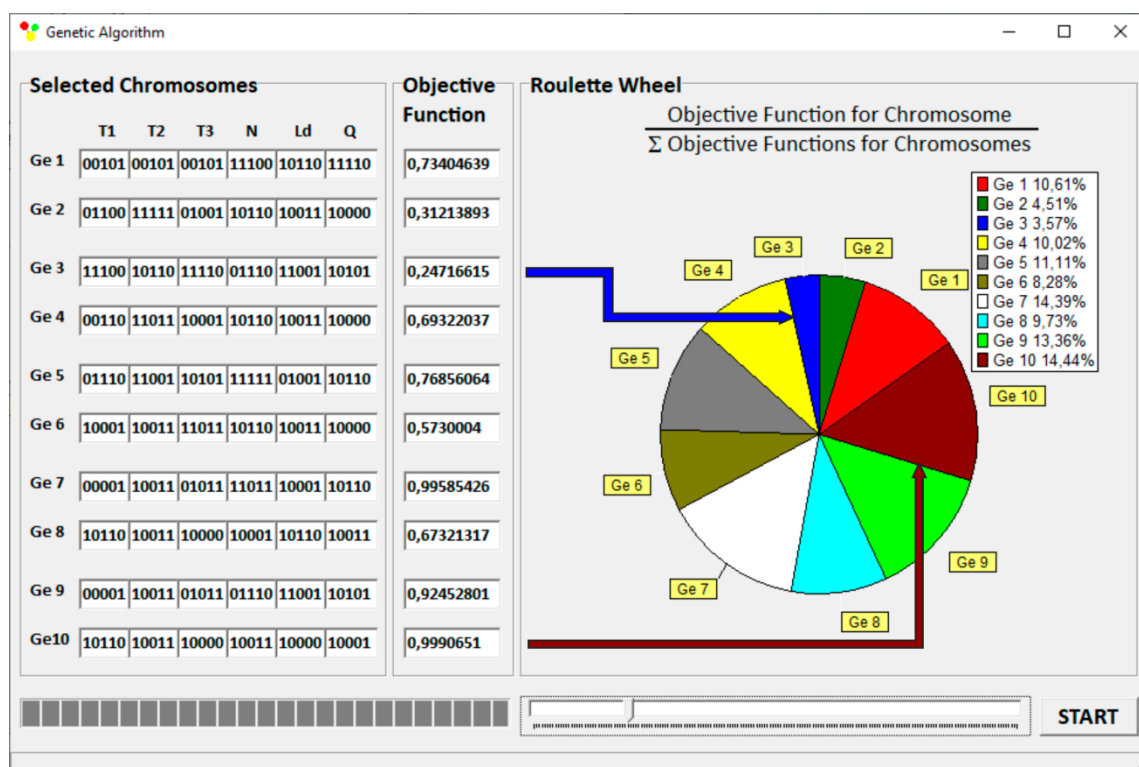 Genetic Algorithm
Selected Chromosomes
T1 T2 T3 N Ld Q
Ge 1 00101 00101 00101 11100 10110 11110
Ge 2 01100 11111 01001 10110 10011 10000
Ge 3 11100 10110 11110 01110 11001 10101
Ge 4 00110 11011 10001 10110 10011 10000
Ge 5 01110 11001 10101 11111 01001 10110
Ge 6 10001 10011 11011 10110 10011 10000
Ge 7 00001 10011 01011 11011 10001 10110
Ge 8 10110 10011 10000 10001 10110 10011
Ge 9 00001 10011 01011 01110 11001 10101
Ge10 10110 10011 10000 10011 10000 10001
Objective
Function
0,73404639
0,31213893
0,24716615
0,69322037
0,76856064
0,5730004
0,99585426
0,67321317
0,92452801
0,9990651
Roulette Wheel
Objective Function for Chromosome
Σ Objective Functions for Chromosomes
Ge 1 10,61%
Ge 2 4,51%
Ge 3 3,57%
Ge 4 10,02%
Ge 5 11,11%
Ge 6 8,28%
Ge 7 14,39%
Ge 8 9,73%
Ge 9 13,36%
Ge 10 14,44%
Ge 3
Ge 2
Ge 4
Ge 1
Ge 5
Ge 10
Ge 6
Ge 9
Ge 7
Ge 8
START